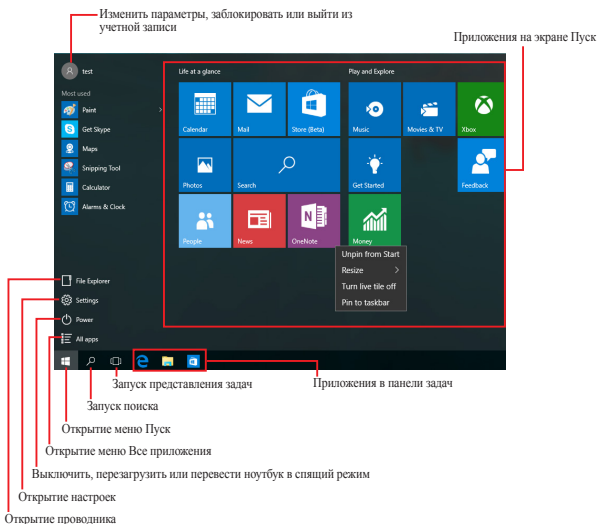 Изменить параметры, заблокировать или выйти из
учетной записи
Приложения на экране Пуск
test
Life at a glance
Play and Explore
Most used
Paint
Get Skype
Maps
Snipping Tool
Calculator
Alarms & Clock
Calendar
Mail
Store (Beta)
Music
Movies & TV
Xbox
Photos
Search
Get Started
Feedback
People
News
OneNote
Money
Unpin from Start
Resize
Turn live tile off
Pin to taskbar
File Explorer
Settings
Power
All apps
Запуск представления задач
Приложения в панели задач
Запуск поиска
Открытие меню Пуск
Открытие меню Все приложения
Выключить, перезагрузить или перевести ноутбук в спящий режим
Открытие настроек
Открытие проводника